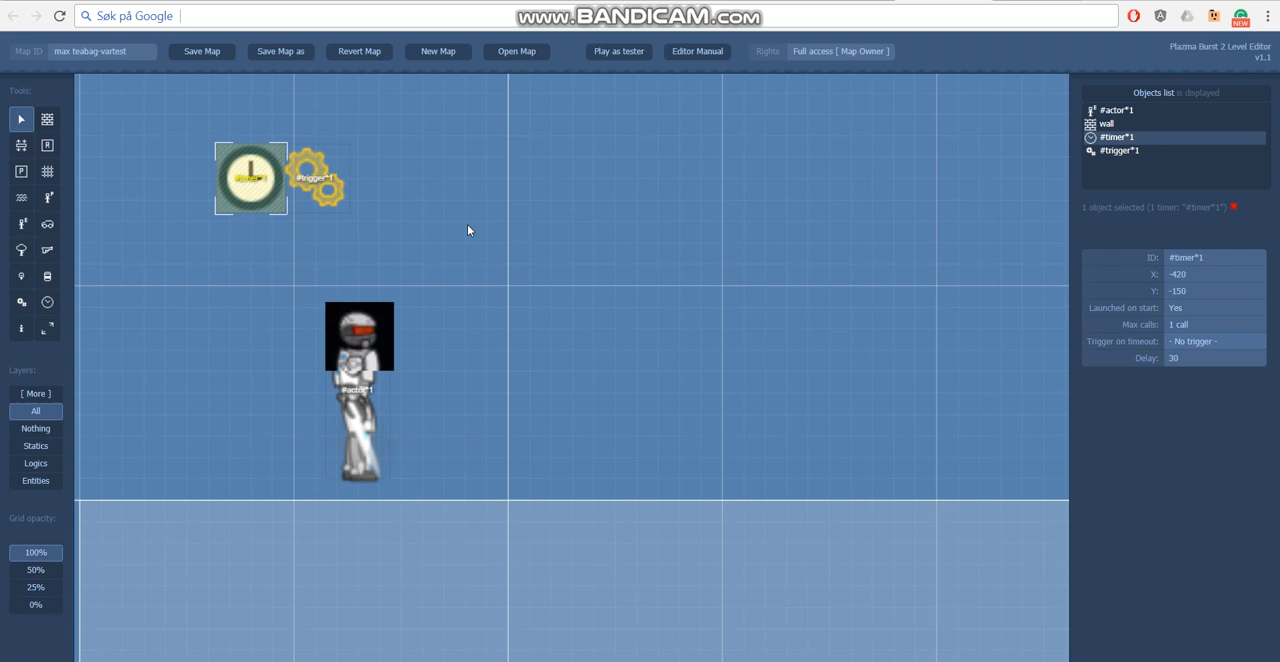 Søk på Google
www.BANDICAM.com
NEW
Map ID
max teabag-vartest
Save Map
Save Map as
Revert Map
New Map
Open Map
Play as tester
Editor Manual
Rights
Full access [ Map Owner ]
Plazma Burst 2 Level Editor
v1.1
Tools:
Layers:
[ More ]
All
Nothing
Statics
Logics
Entities
Grid opacity:
100%
50%
25%
0%
#timer*1
#trigger*1
#actor*1
Objects list is displayed
#actor*1
wall
#timer*1
#trigger*1
1 object selected (1 timer: "#timer*1")
ID: #timer*1
X: -420
Y: -150
Launched on start: Yes
Max calls: 1 call
Trigger on timeout: - No trigger -
Delay: 30